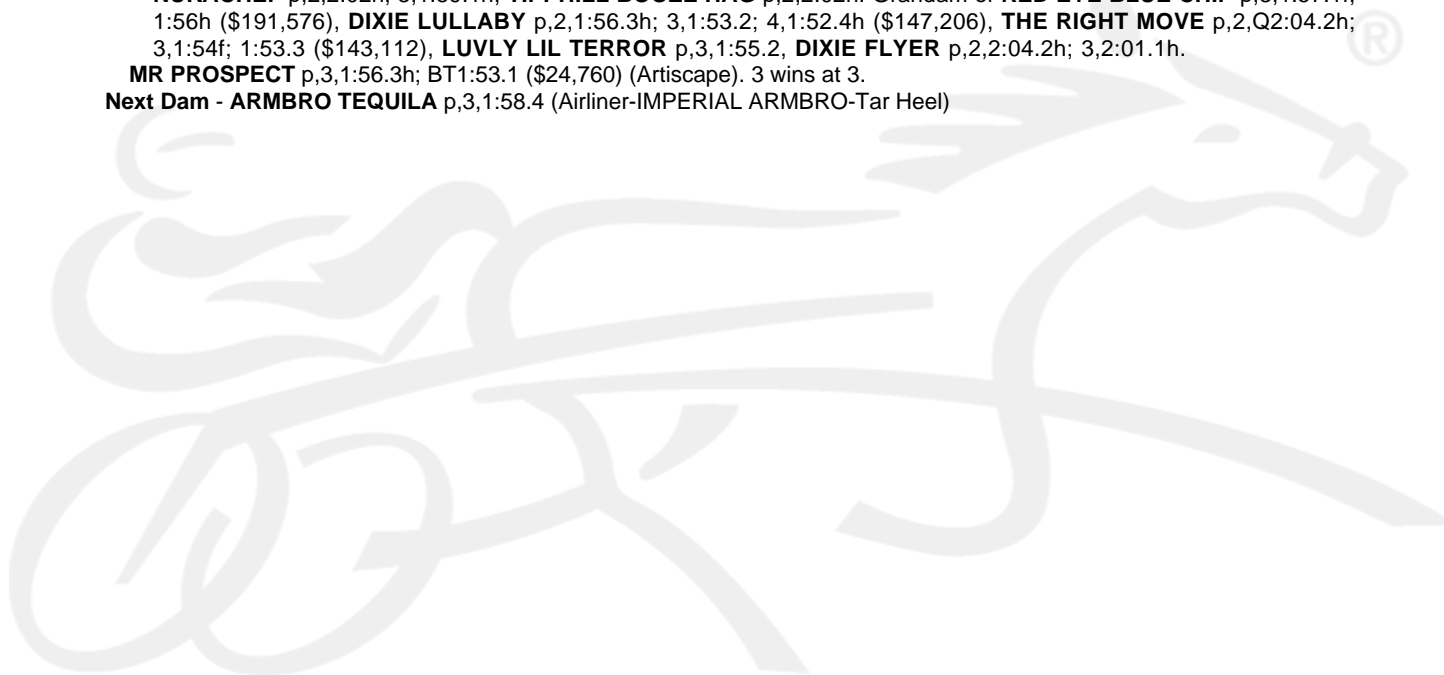 1:56h ($191,576), DIXIE LULLABY p,2,1:56.3h; 3,1:53.2; 4,1:52.4h ($147,206), THE RIGHT MOVE p,2,Q2:04.2h;
3,1:54f; 1:53.3 ($143,112), LUVLY LIL TERROR p,3,1:55.2, DIXIE FLYER p,2,2:04.2h; 3,2:01.1h.
MR PROSPECT p,3,1:56.3h; BT1:53.1 ($24,760) (Artiscape). 3 wins at 3.
Next Dam - ARMBRO TEQUILA p,3,1:58.4 (Airliner-IMPERIAL ARMBRO-Tar Heel)
®